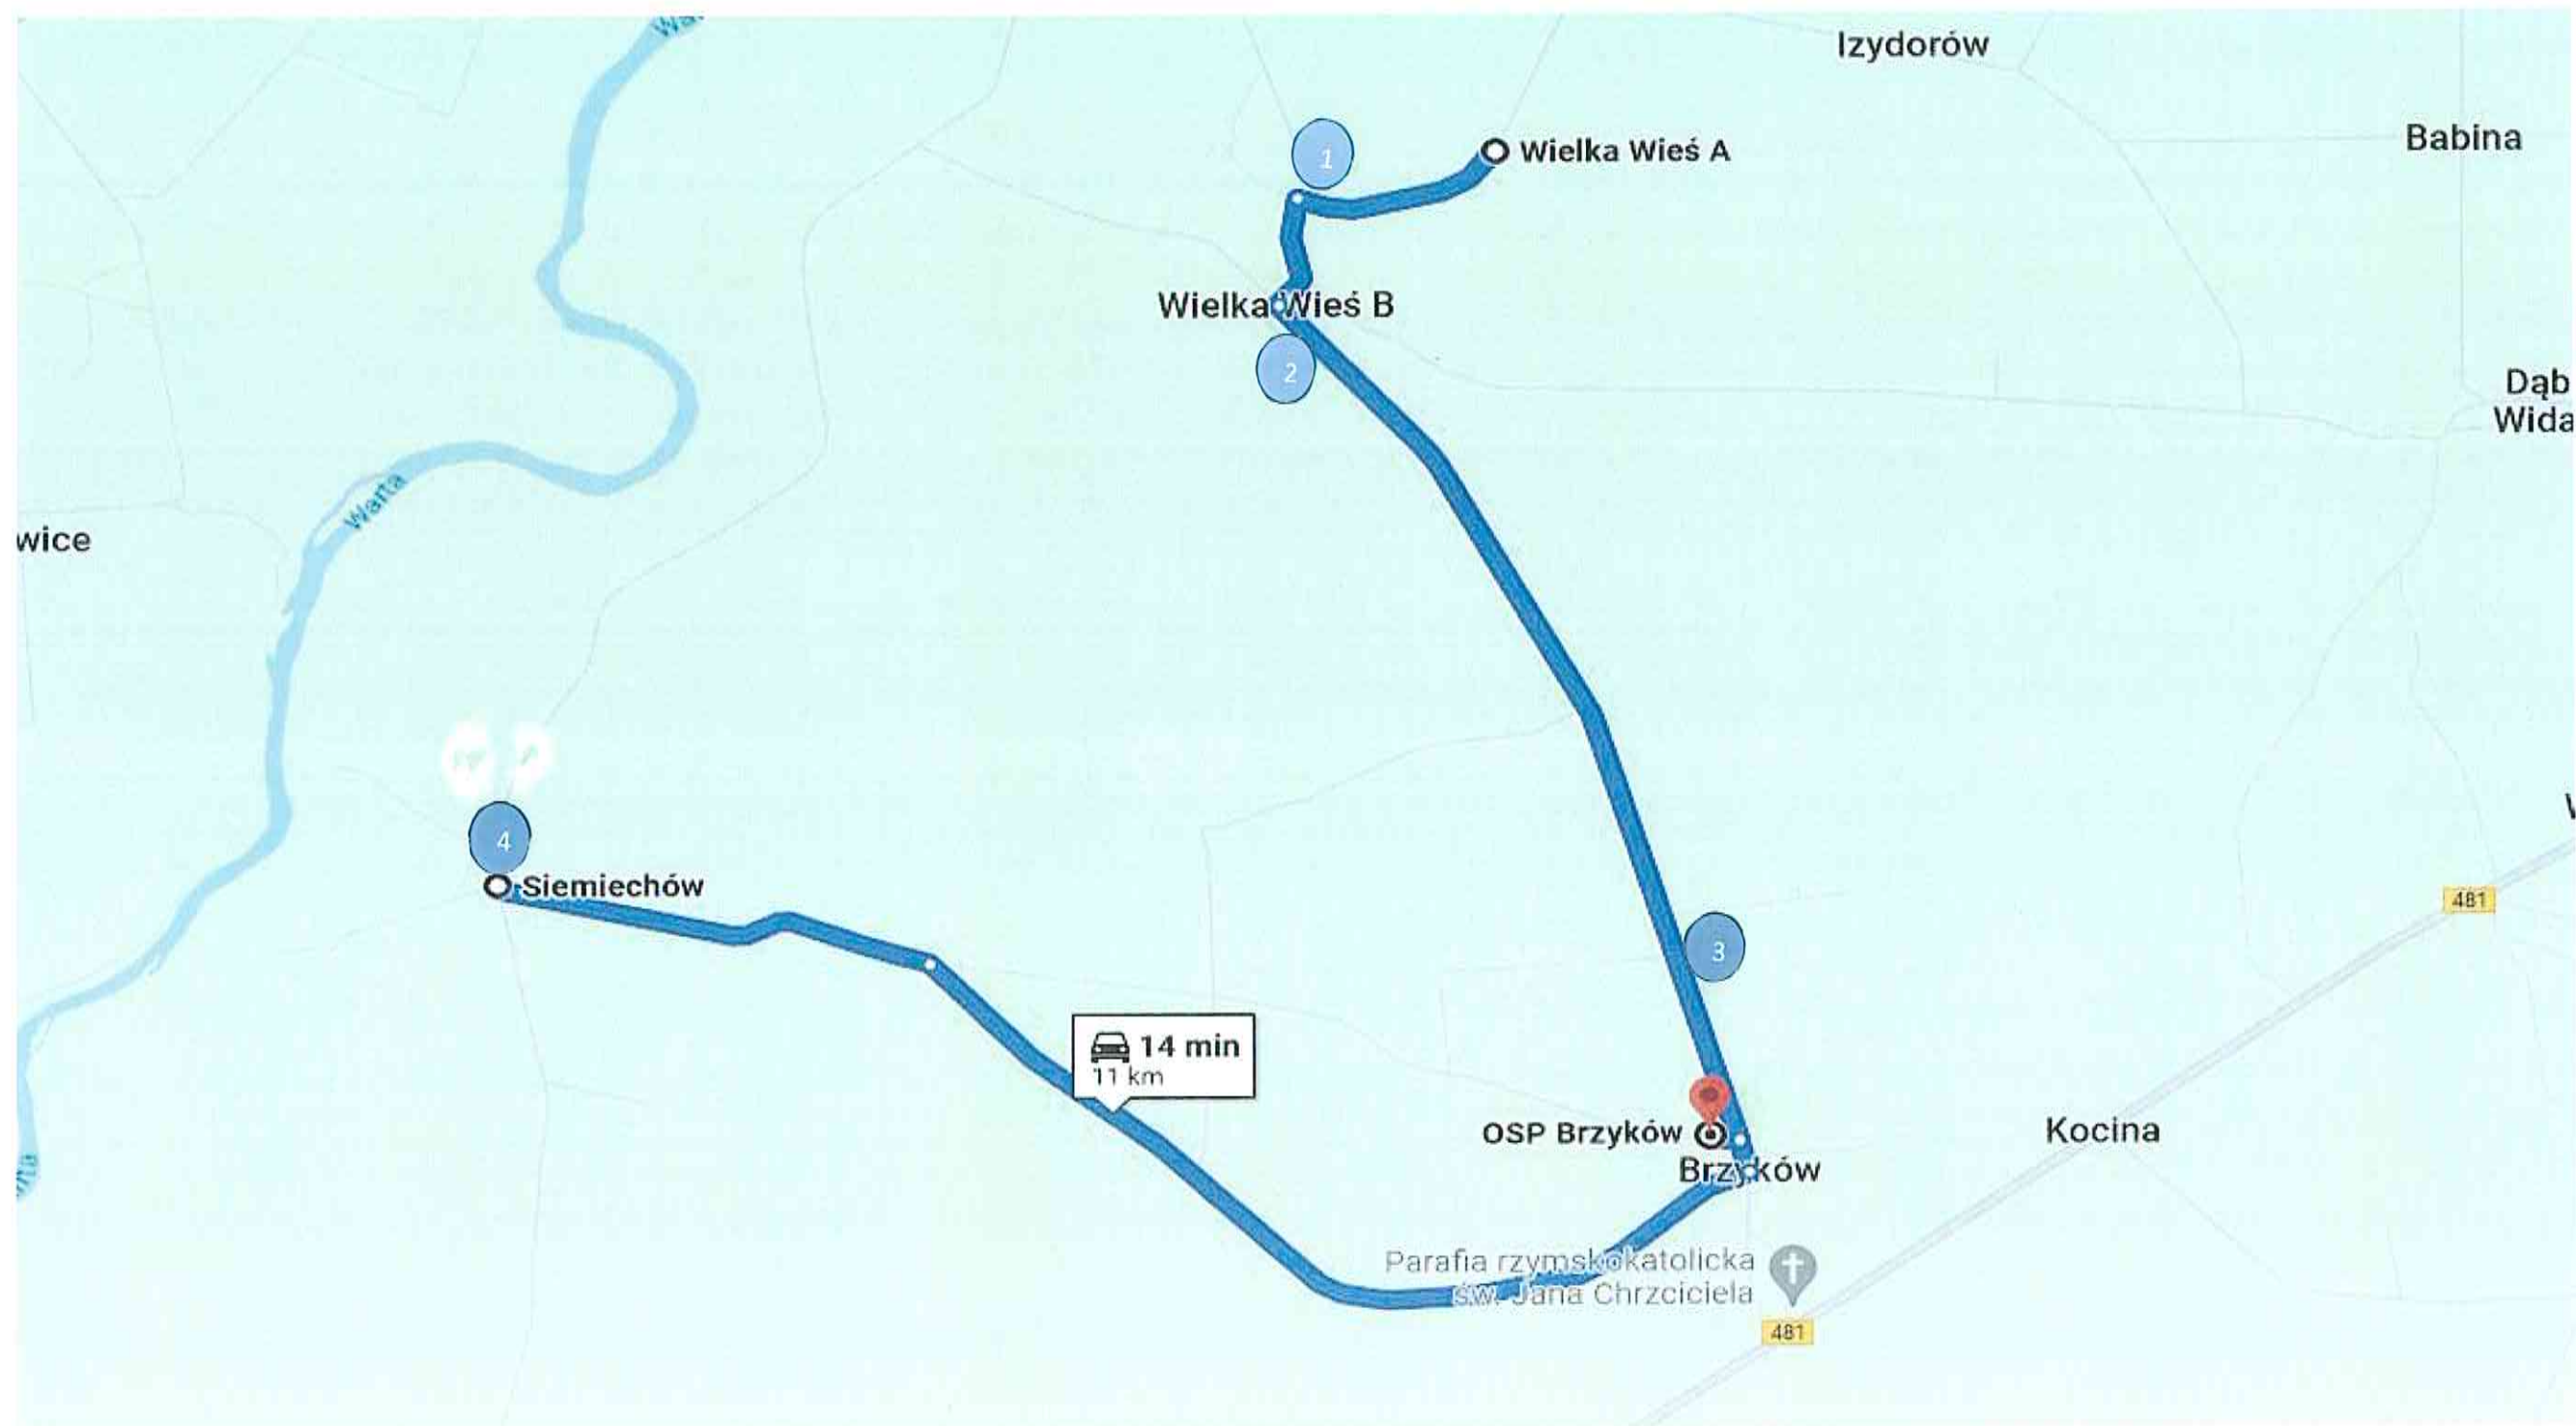 Izydorów
Babina
1
Wielka Wieś A
Wielka Wieś B
2
Dąb
Wida
Warta
wice
4
Siemiechów
481
3
14 min
11 km
OSP Brzyków
Kocina
Brzyków
Parafia rzymskokatolicka
św. Jana Chrzciciela
481